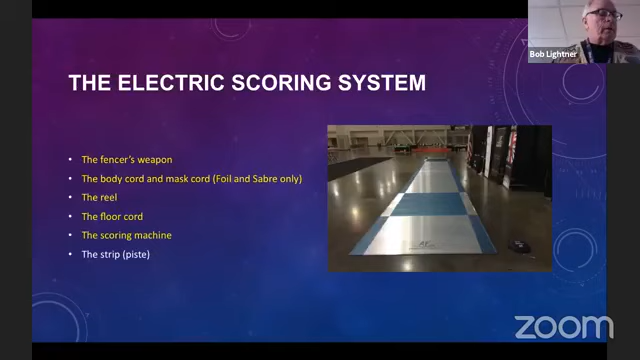 Bob Lightner
THE ELECTRIC SCORING SYSTEM
• The fencer's weapon
• The body cord and mask cord (Foil and Sabre only)
• The reel
• The floor cord
• The scoring machine
• The strip (piste)
zoom